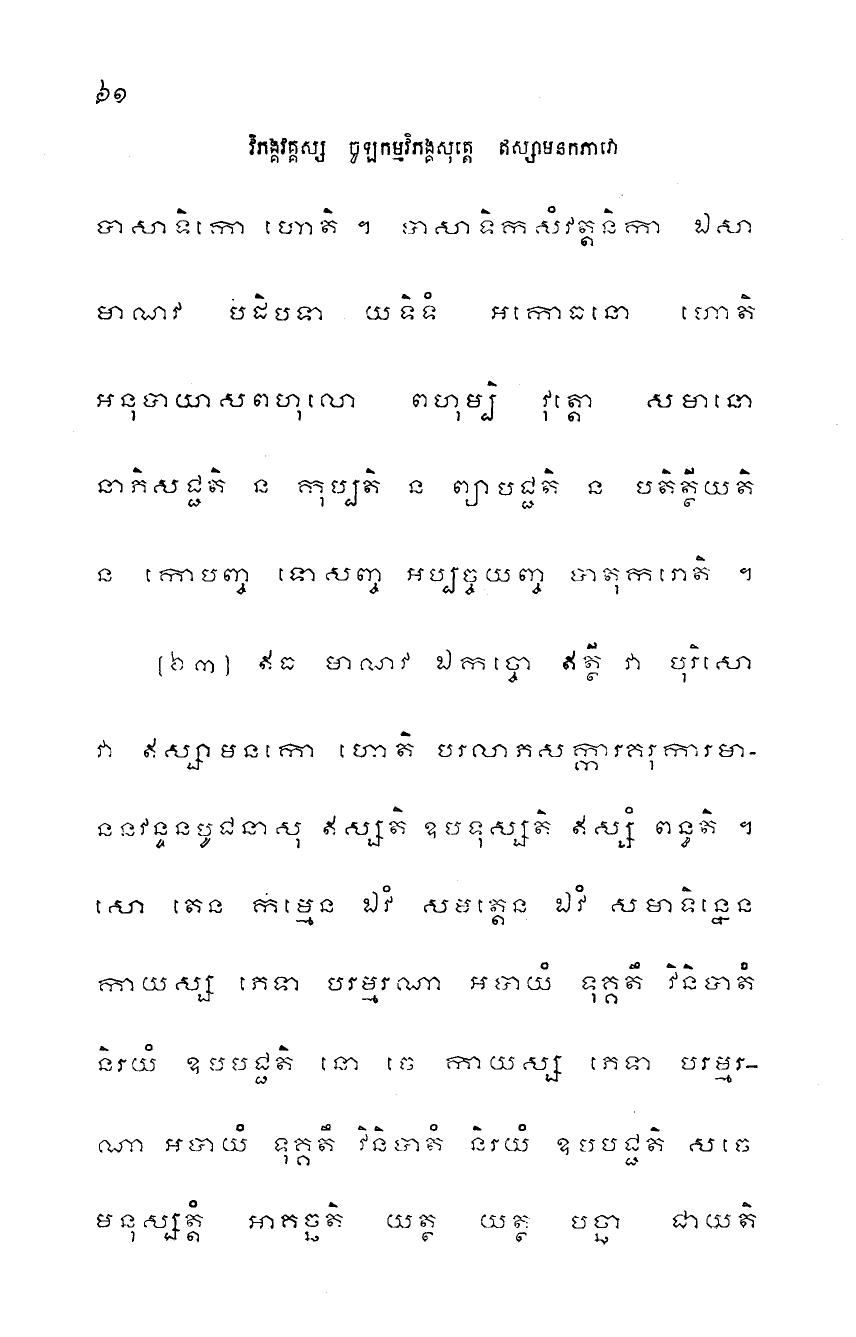 ៦១
វិភង្គវគ្គស្ស ចូឡកម្មវិភង្គសុត្តេ ឥស្សាមនកភាវោ
បាសាទិកោ ហោតិ ។ បាសាទិកសំវត្តនិកា ឯសា
មាណវ បដិបទា យទិទំ អកោធនោ ហោតិ
អនុបាយាសពហុលោ ពហុម្បិ វុត្តោ សមានោ
នាភិសជ្ជតិ ន កុប្បតិ ន ព្យាបជ្ជតិ ន បតិត្ថីយតិ
ន កោបញ្ច ទោសញ្ច អប្បច្ចយញ្ច បាតុករោតិ ។
(៦៣) ឥធ មាណវ ឯកច្ចោ ឥត្ថី វា បុរិសោ
វា ឥស្សាមនកោ ហោតិ បរលាភសក្ការគរុការមា-
ននវន្ទនបូជនាសុ ឥស្សតិ ឧបទុស្សតិ ឥស្សំ ពន្ធតិ ។
សោ តេន កម្មេន ឯវំ សមត្តេន ឯវំ សមាទិន្នេន
កាយស្ស ភេទា បរម្មរណា អបាយំ ទុគ្គតឹ វិនិបាតំ
និរយំ ឧបបជ្ជតិ នោ ចេ កាយស្ស ភេទា បរម្មរ-
ណា អបាយំ ទុគ្គតឹ វិនិបាតំ និរយំ ឧបបជ្ជតិ សចេ
មនុស្សត្តំ អាគច្ឆតិ យត្ថ យត្ថ បច្ឆា ជាយតិ